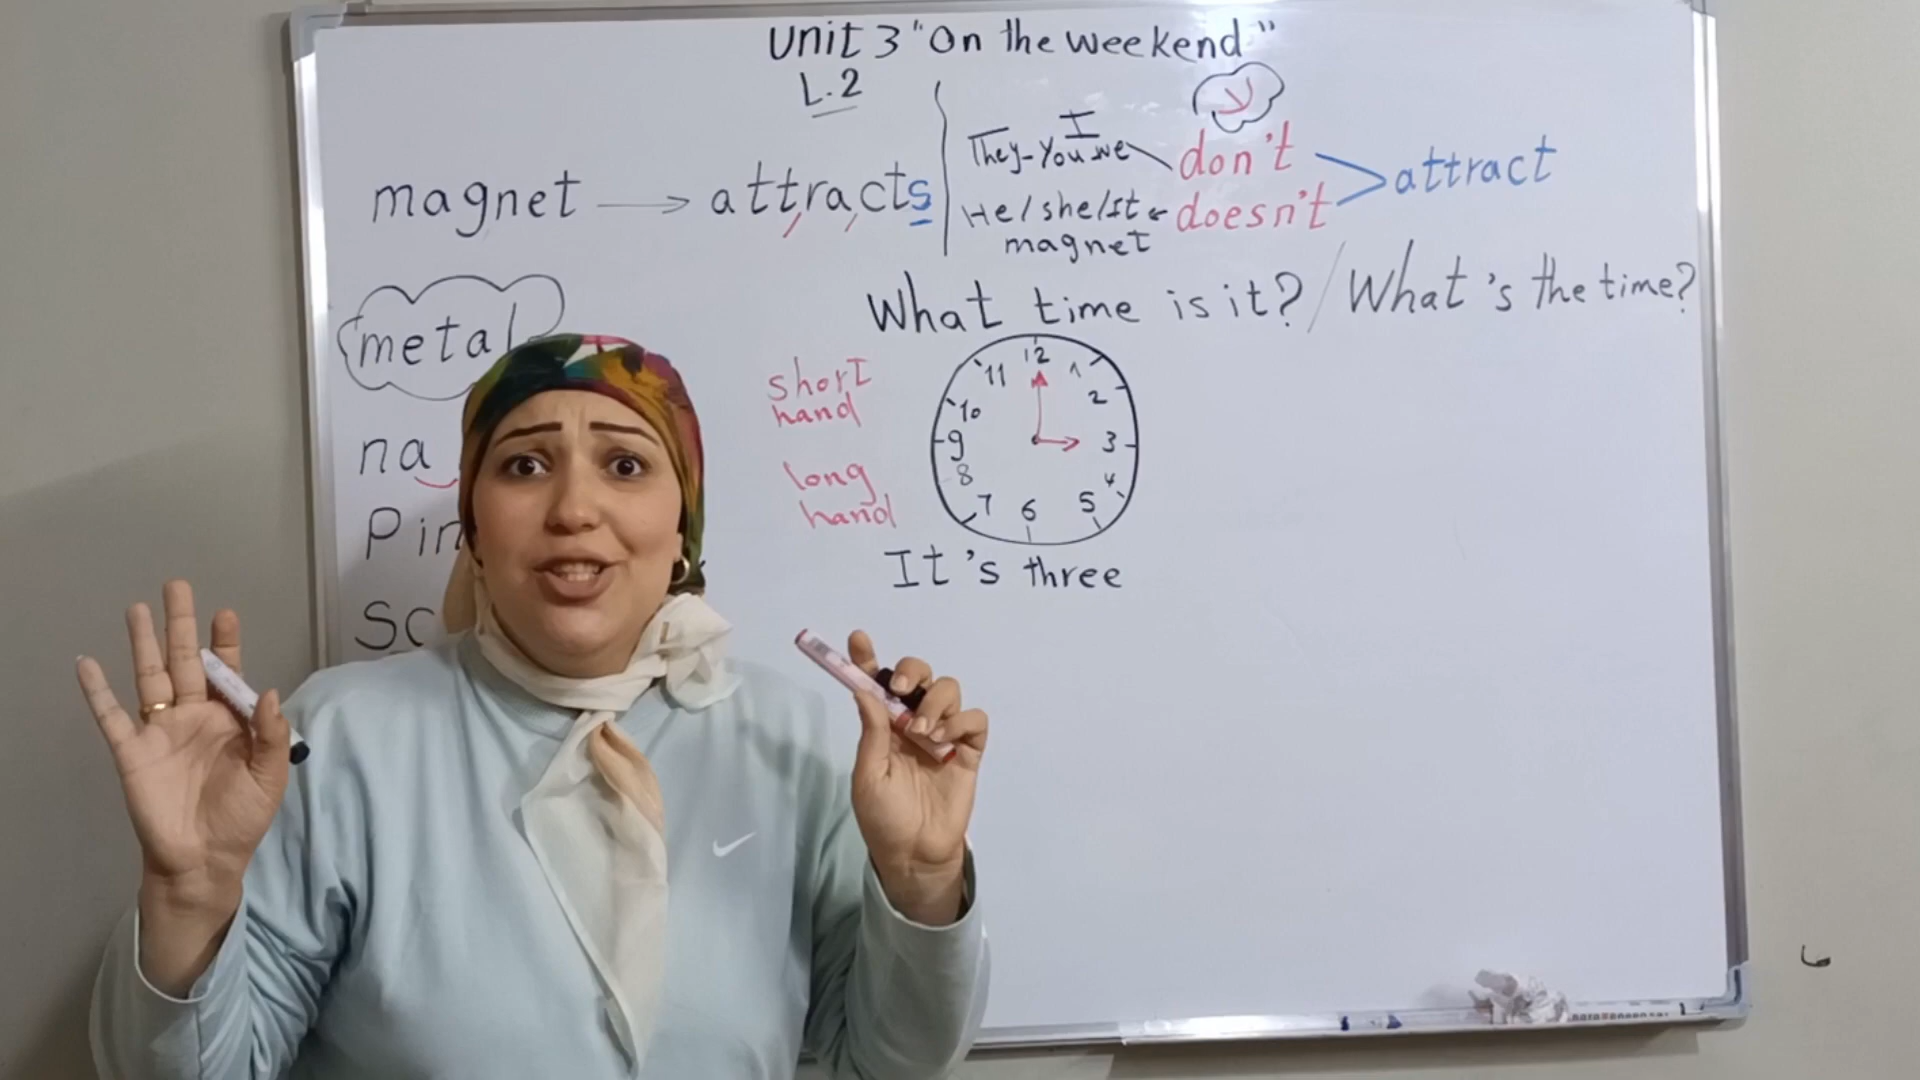 Unit 3 "On the weekend"
L.2
magnet → attracts
I
They-You we
don't
He/she/It
doesn't
magnet
attract
لا
What time is it? / What's the time?
metal
na
Pin
Sc
short
hand
long
hand
12
1
2
3
4
5
6
7
8
9
10
11
It's three